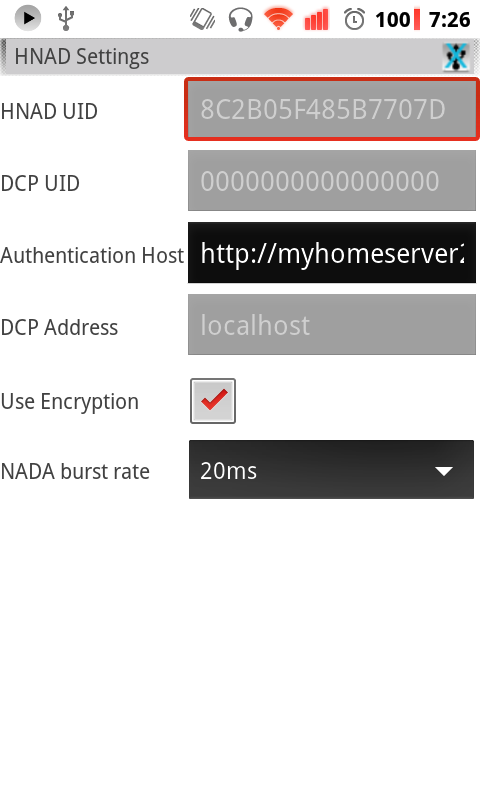 100 7:26
HNAD Settings
HNAD UID 8C2B05F485B7707D
DCP UID 0000000000000000
Authentication Host http://myhomeserver2
DCP Address localhost
Use Encryption
NADA burst rate 20ms